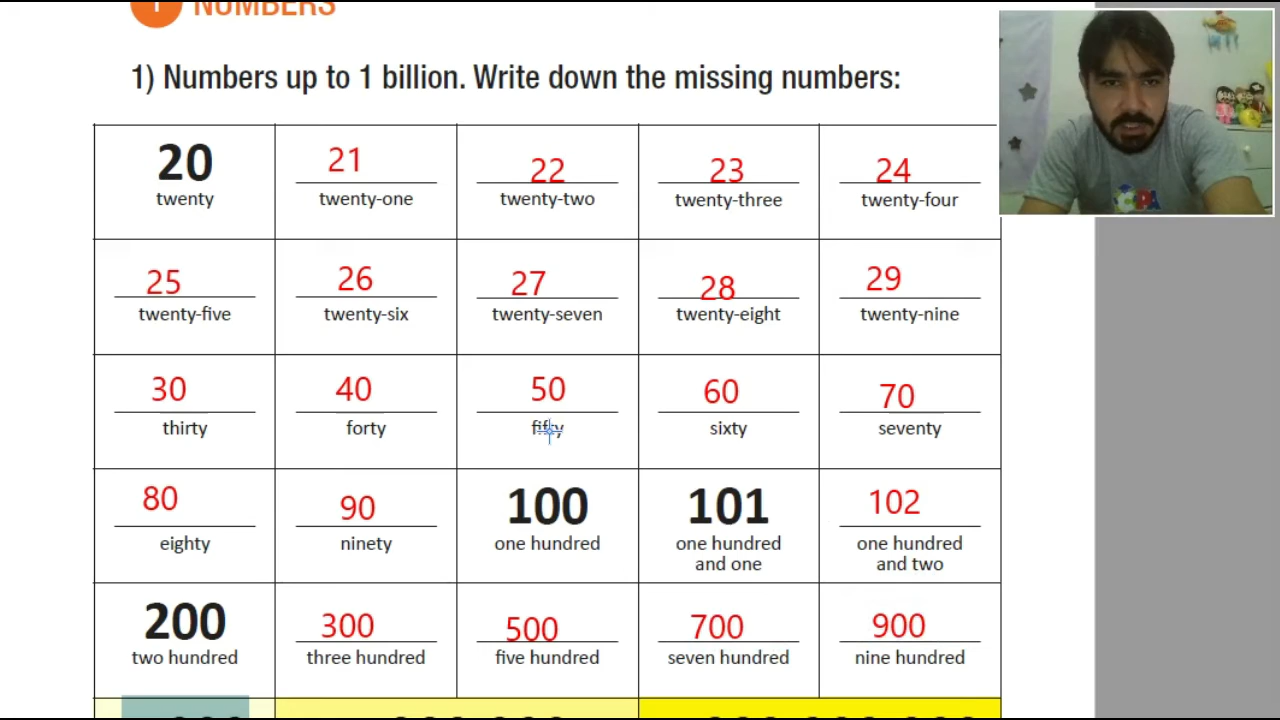 1 NUMBERS
1) Numbers up to 1 billion. Write down the missing numbers:
20 21 22 23 24
twenty twenty-one twenty-two twenty-three twenty-four
25 26 27 28 29
twenty-five twenty-six twenty-seven twenty-eight twenty-nine
30 40 50 60 70
thirty forty fifty sixty seventy
80 90 100 101 102
eighty ninety one hundred one hundred one hundred
and one and two
200 300 500 700 900
two hundred three hundred five hundred seven hundred nine hundred